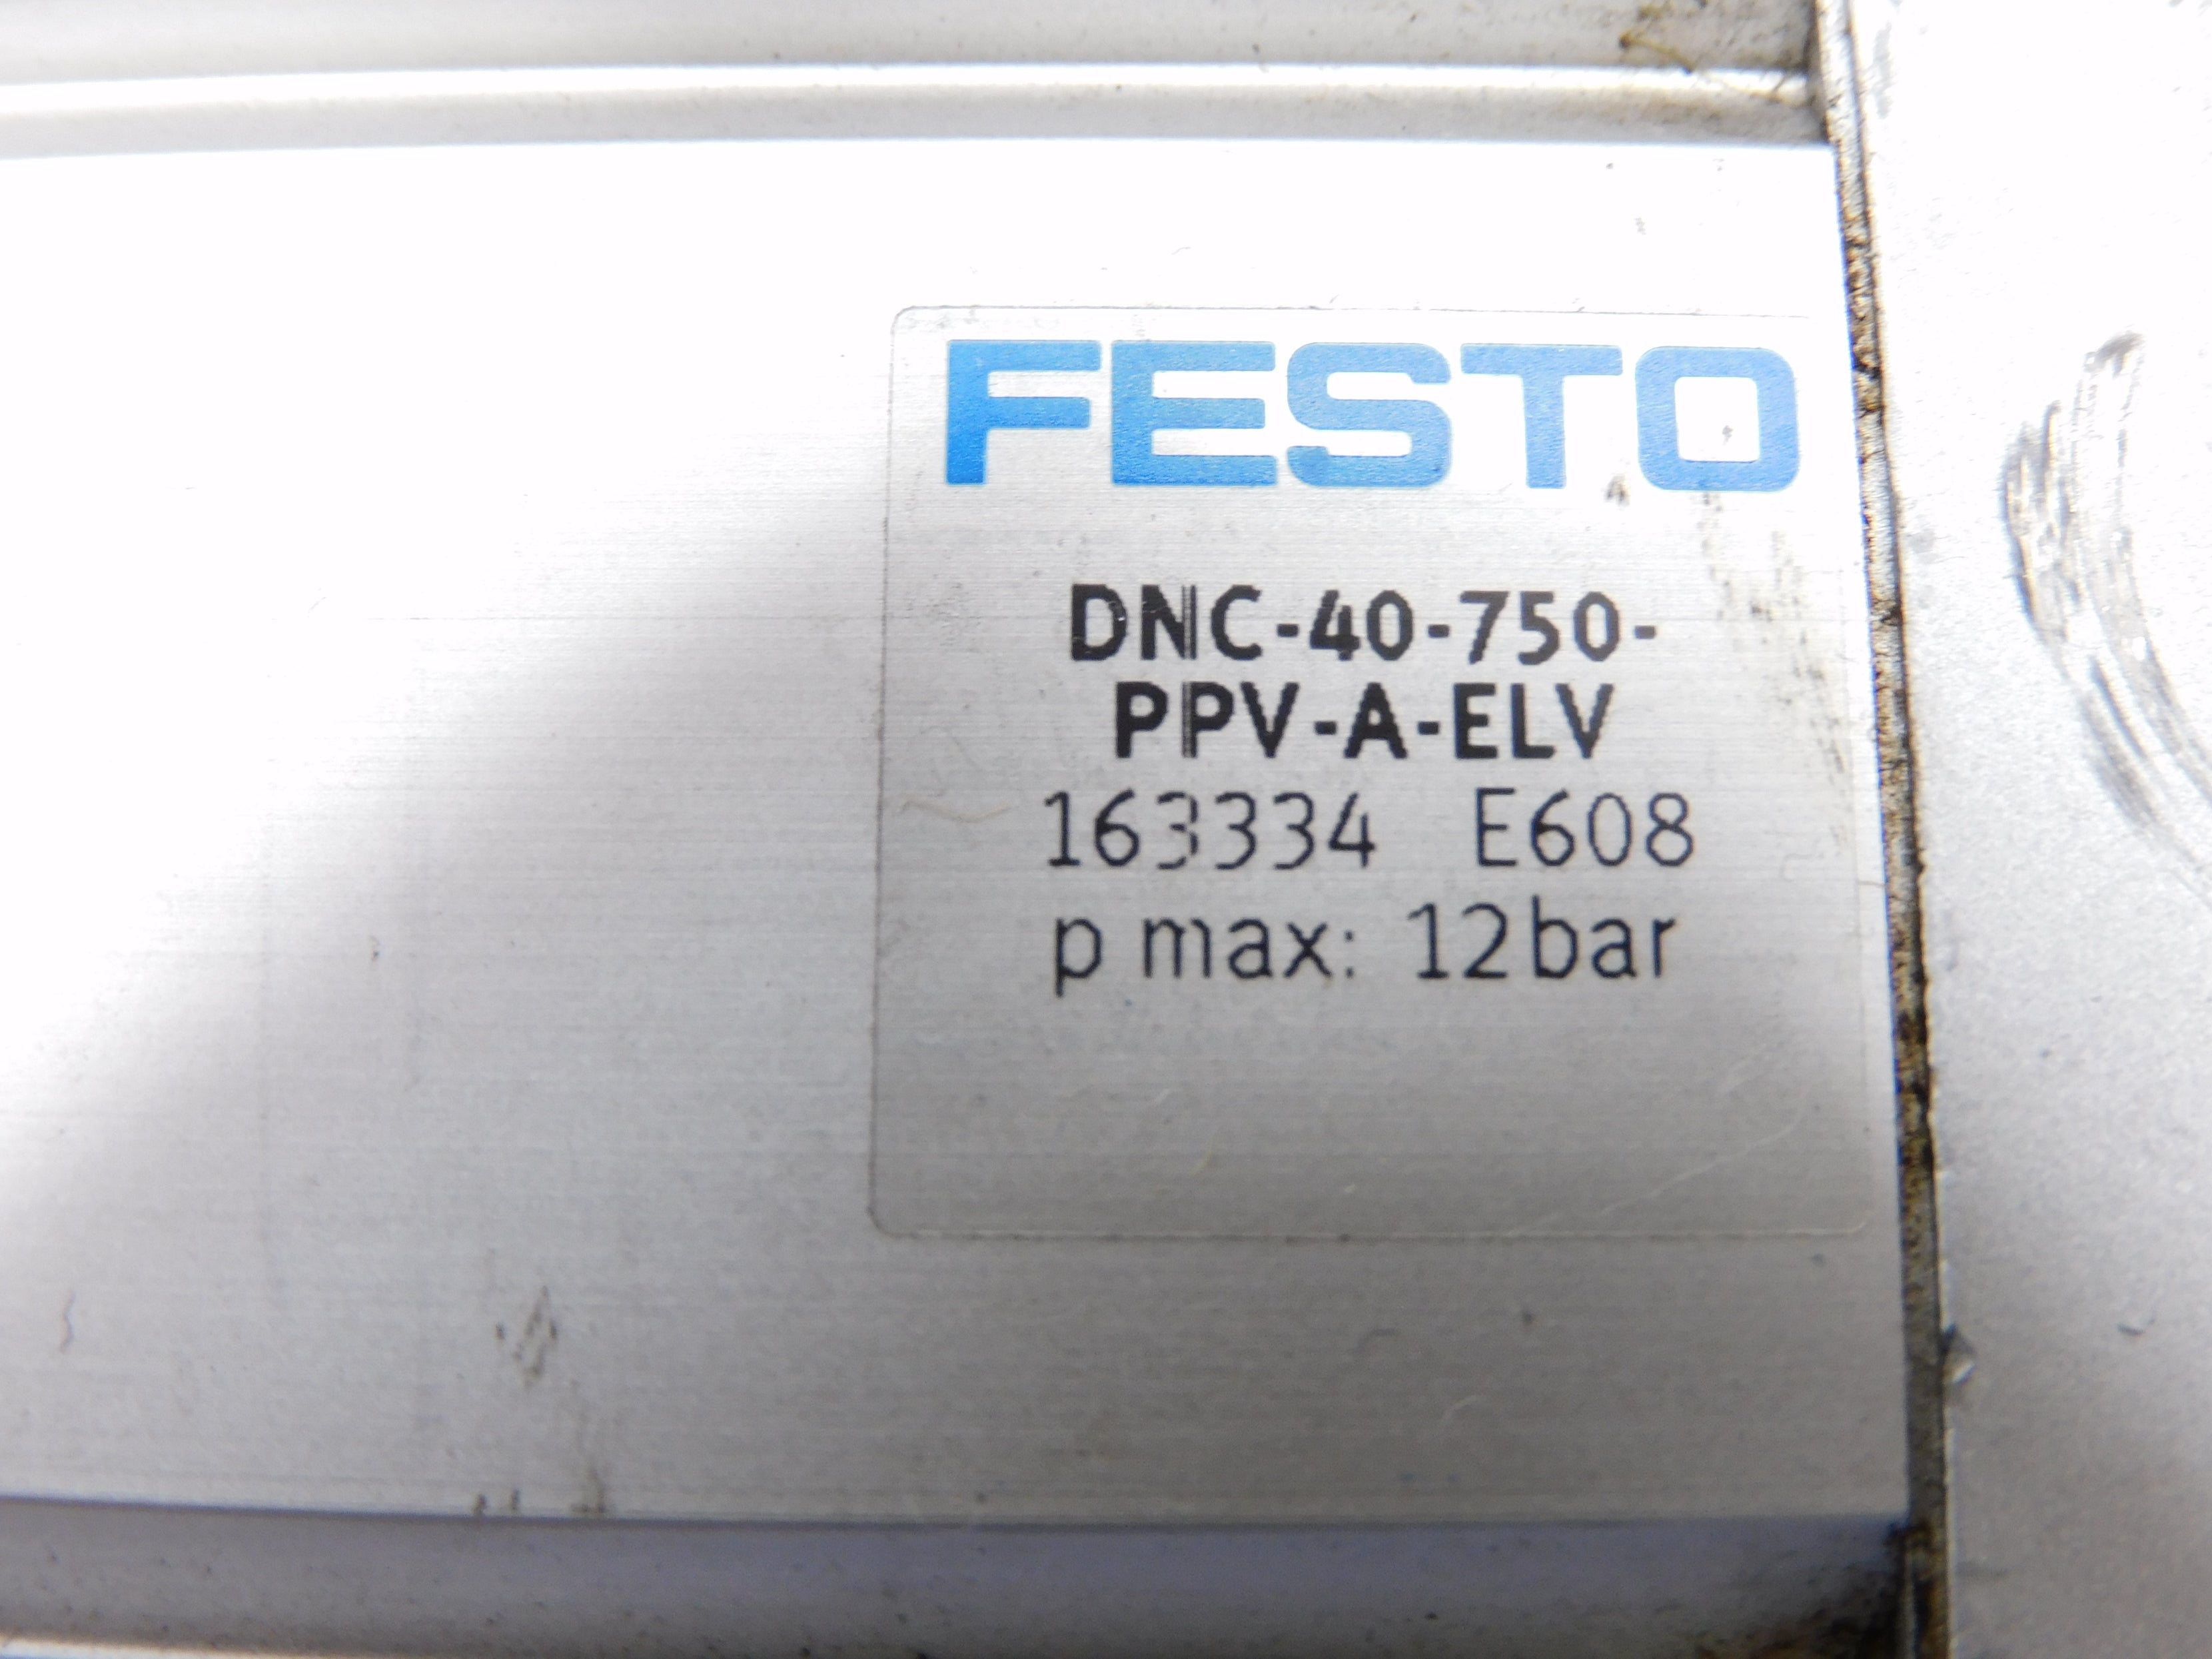 FESTO
DNC-40-750-
PPV-A-ELV
163334 E608
p max: 12bar